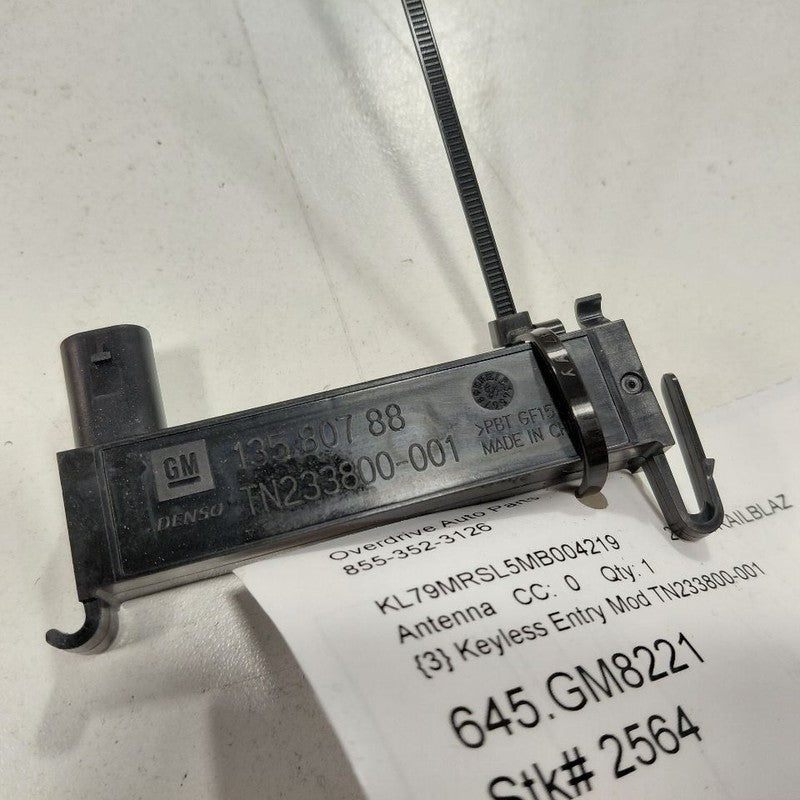 GM
135 807 88
DENSO
TN233800-001
>PBT GF15
MADE IN
Overdrive Auto Parts
855-352-3126
KL79MRSL5MB004219
Antenna CC: 0 Qty: 1
{3} Keyless Entry Mod TN233800-001
645.GM8221
Stk# 2564